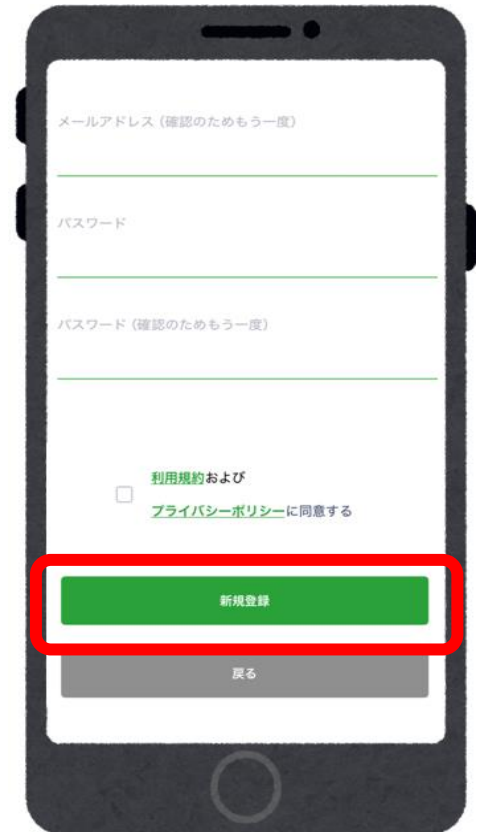 メールアドレス（確認のためもう一度）
パスワード
パスワード（確認のためもう一度）
利用規約および
プライバシーポリシーに同意する
新規登録
戻る